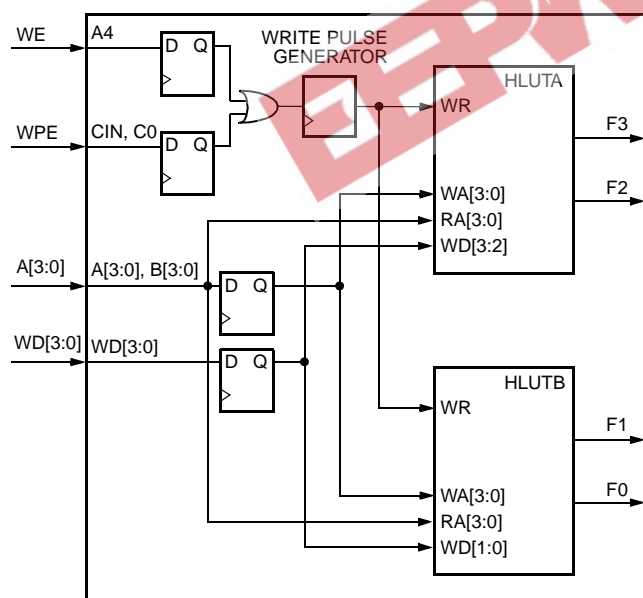 WE
A4
D Q
WRITE PULSE
GENERATOR
HLUTA
WR
F3
WPE
CIN, C0
D Q
F2
WA[3:0]
RA[3:0]
WD[3:2]
A[3:0]
A[3:0], B[3:0]
D Q
WD[3:0]
WD[3:0]
D Q
HLUTB
WR
F1
WA[3:0]
F0
RA[3:0]
WD[1:0]